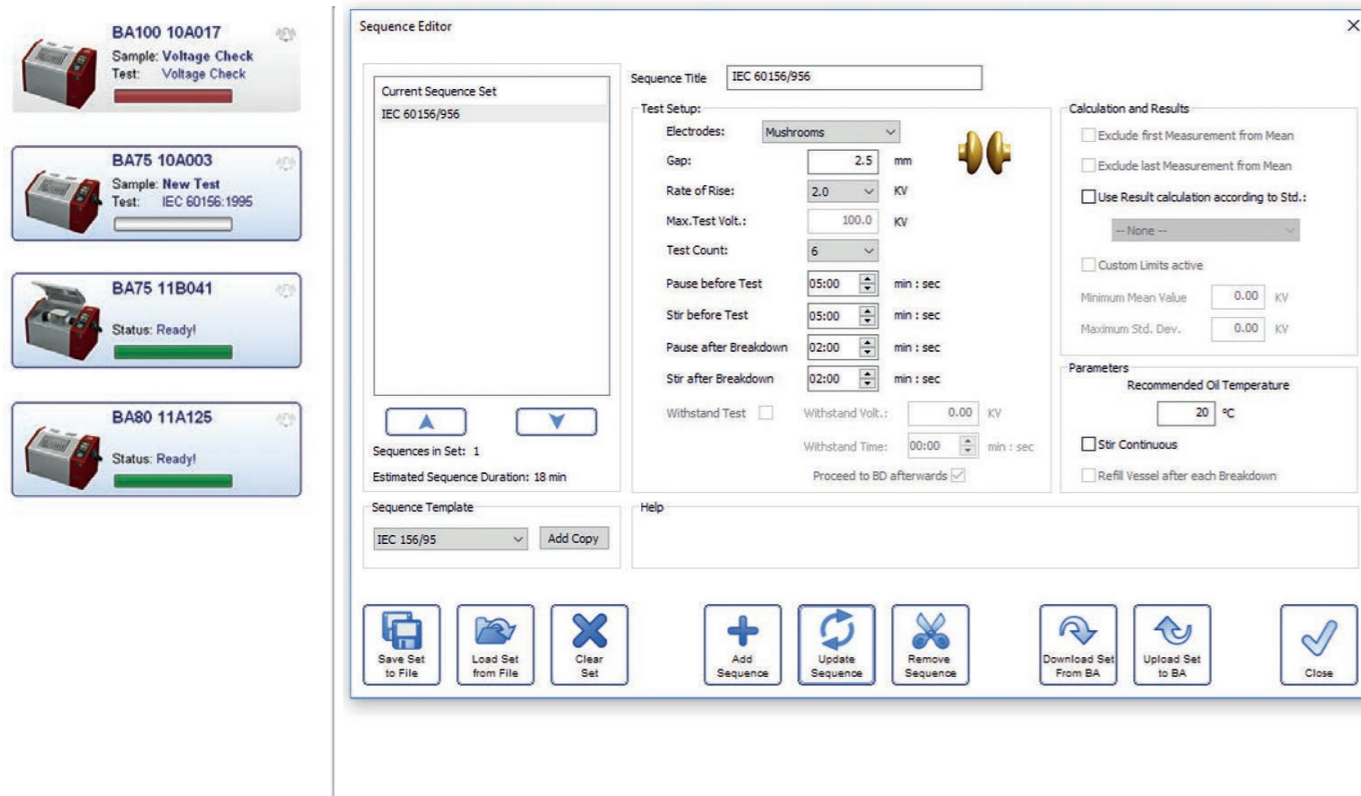 BA100 10A017
Sample: Voltage Check
Test: Voltage Check
BA75 10A003
Sample: New Test
Test: IEC 60156:1995
BA75 11B041
Status: Ready!
BA80 11A125
Status: Ready!
Sequence Editor
Current Sequence Set
IEC 60156/956
Sequences in Set: 1
Estimated Sequence Duration: 18 min
Sequence Template
IEC 156/95
Add Copy
Sequence Title IEC 60156/956
Test Setup:
Electrodes: Mushrooms
Gap: 2.5 mm
Rate of Rise: 2.0 KV
Max.Test Volt.: 100.0 KV
Test Count: 6
Pause before Test 05:00 min : sec
Stir before Test 05:00 min : sec
Pause after Breakdown 02:00 min : sec
Stir after Breakdown 02:00 min : sec
Withstand Test Withstand Volt.: 0.00 KV
Withstand Time: 00:00 min : sec
Proceed to BD afterwards
Calculation and Results
Exclude first Measurement from Mean
Exclude last Measurement from Mean
Use Result calculation according to Std.:
-- None --
Custom Limits active
Minimum Mean Value 0.00 KV
Maximum Std. Dev. 0.00 KV
Parameters
Recommended Oil Temperature
20 °C
Stir Continuous
Refill Vessel after each Breakdown
Help
Save Set
to File
Load Set
from File
Clear
Set
Add
Sequence
Update
Sequence
Remove
Sequence
Download Set
From BA
Upload Set
to BA
Close